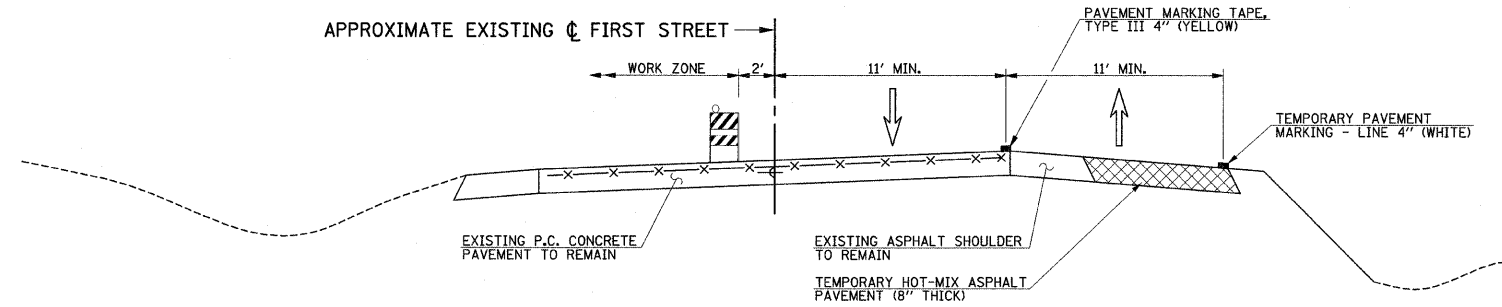 PAVEMENT MARKING TAPE,
TYPE III 4" (YELLOW)
APPROXIMATE EXISTING ℄ FIRST STREET
WORK ZONE
2'
11' MIN.
11' MIN.
TEMPORARY PAVEMENT
MARKING - LINE 4" (WHITE)
EXISTING P.C. CONCRETE
PAVEMENT TO REMAIN
EXISTING ASPHALT SHOULDER
TO REMAIN
TEMPORARY HOT-MIX ASPHALT
PAVEMENT (8" THICK)